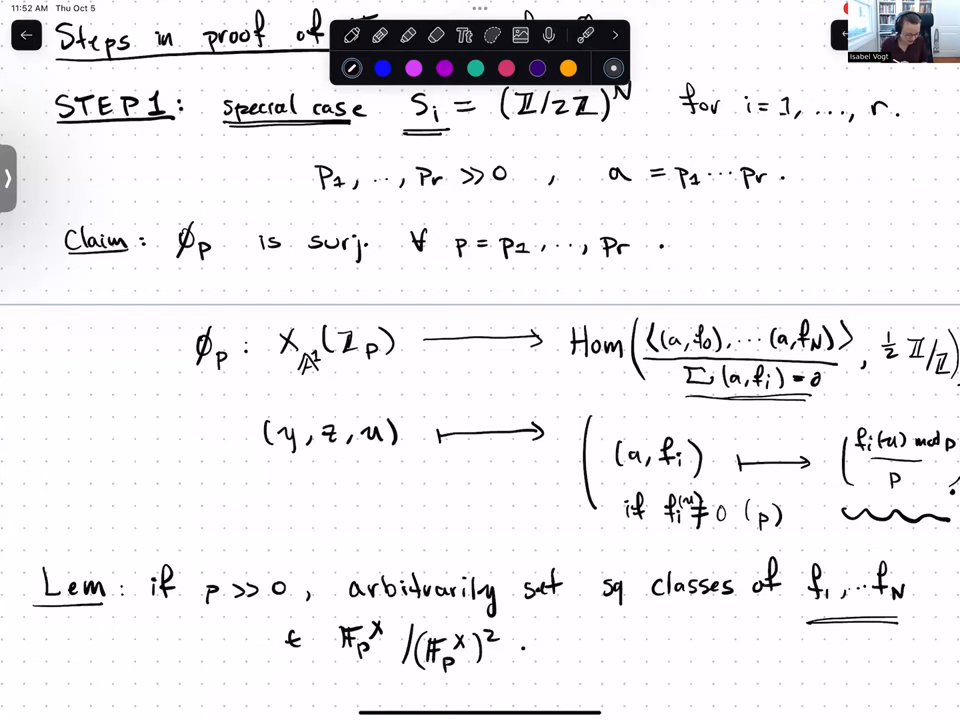 11:52 AM Thu Oct 5
Steps in proof of
Tt
Isabel Vogt
STEP 1: special case S_i = (ℤ/2ℤ)^N for i = 1, ..., r.
p_1, .., p_r ≫ 0 , a = p_1 ... p_r .
Claim: ϕ_p is surj. ∀ p = p_1, .., p_r .
ϕ_p : X_{𝔸^1}(ℤ_p) ⟶ Hom( <(a,f_0), ... (a,f_N)> / Σ(a,f_i) = 0 , ½ ℤ/ℤ )
(y, z, u) ⟼ ( (a, f_i) ⟼ ( f_i(u) mod p / p
if f_i(u) ≠ 0 (p)
Lem: if p ≫ 0, arbitrarily set sq classes of f_1, .. f_N
∈ 𝔽_p^× /(𝔽_p^×)^2 .